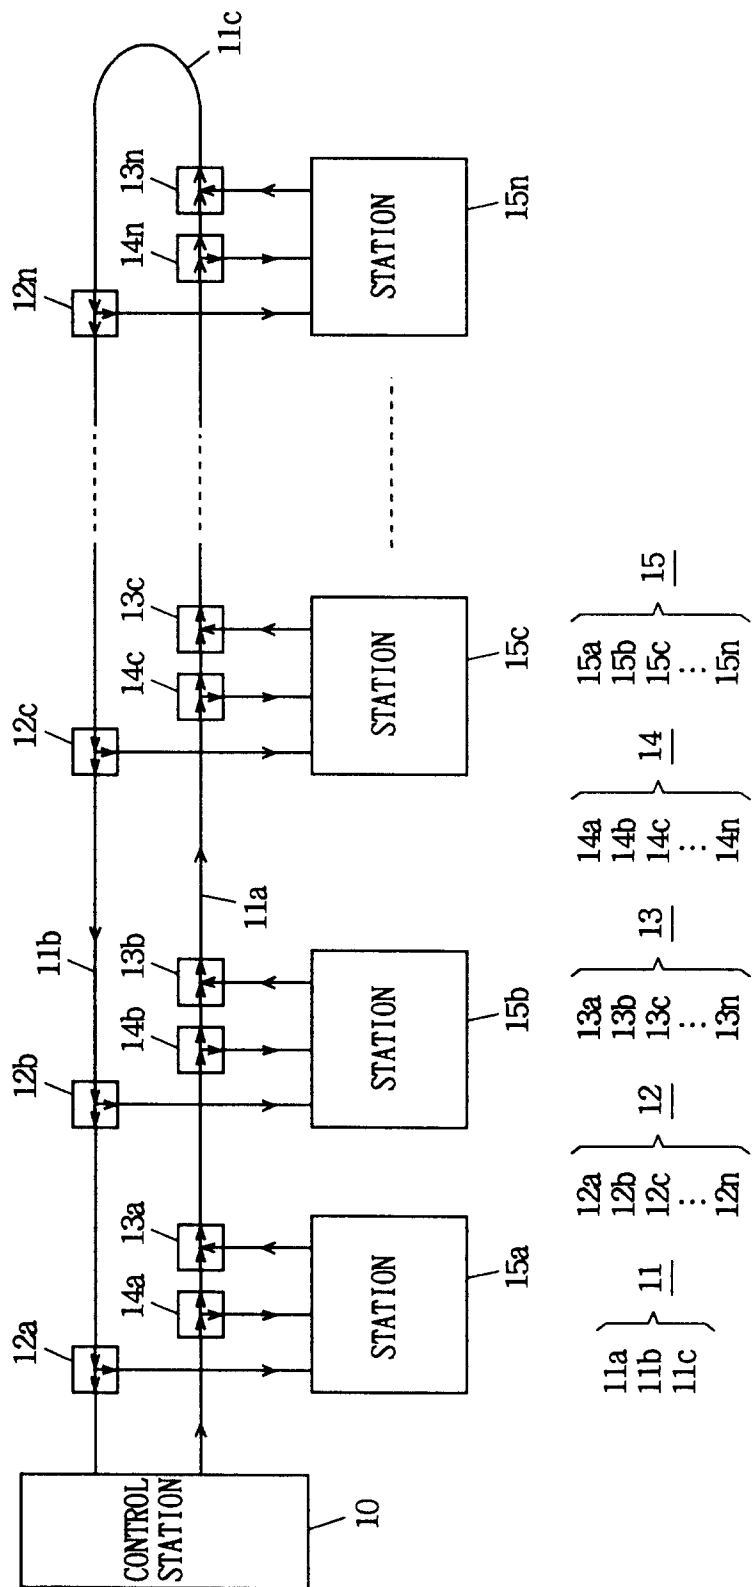 11c
12n
14n
13n
STATION
15n
12c
14c
13c
STATION
15c
11b
11a
12b
14b
13b
STATION
15b
12a
14a
13a
STATION
15a
CONTROL
STATION
10
11a
11b
11c
11
12a
12b
12c
⋮
12n
12
13a
13b
13c
⋮
13n
13
14a
14b
14c
⋮
14n
14
15a
15b
15c
⋮
15n
15